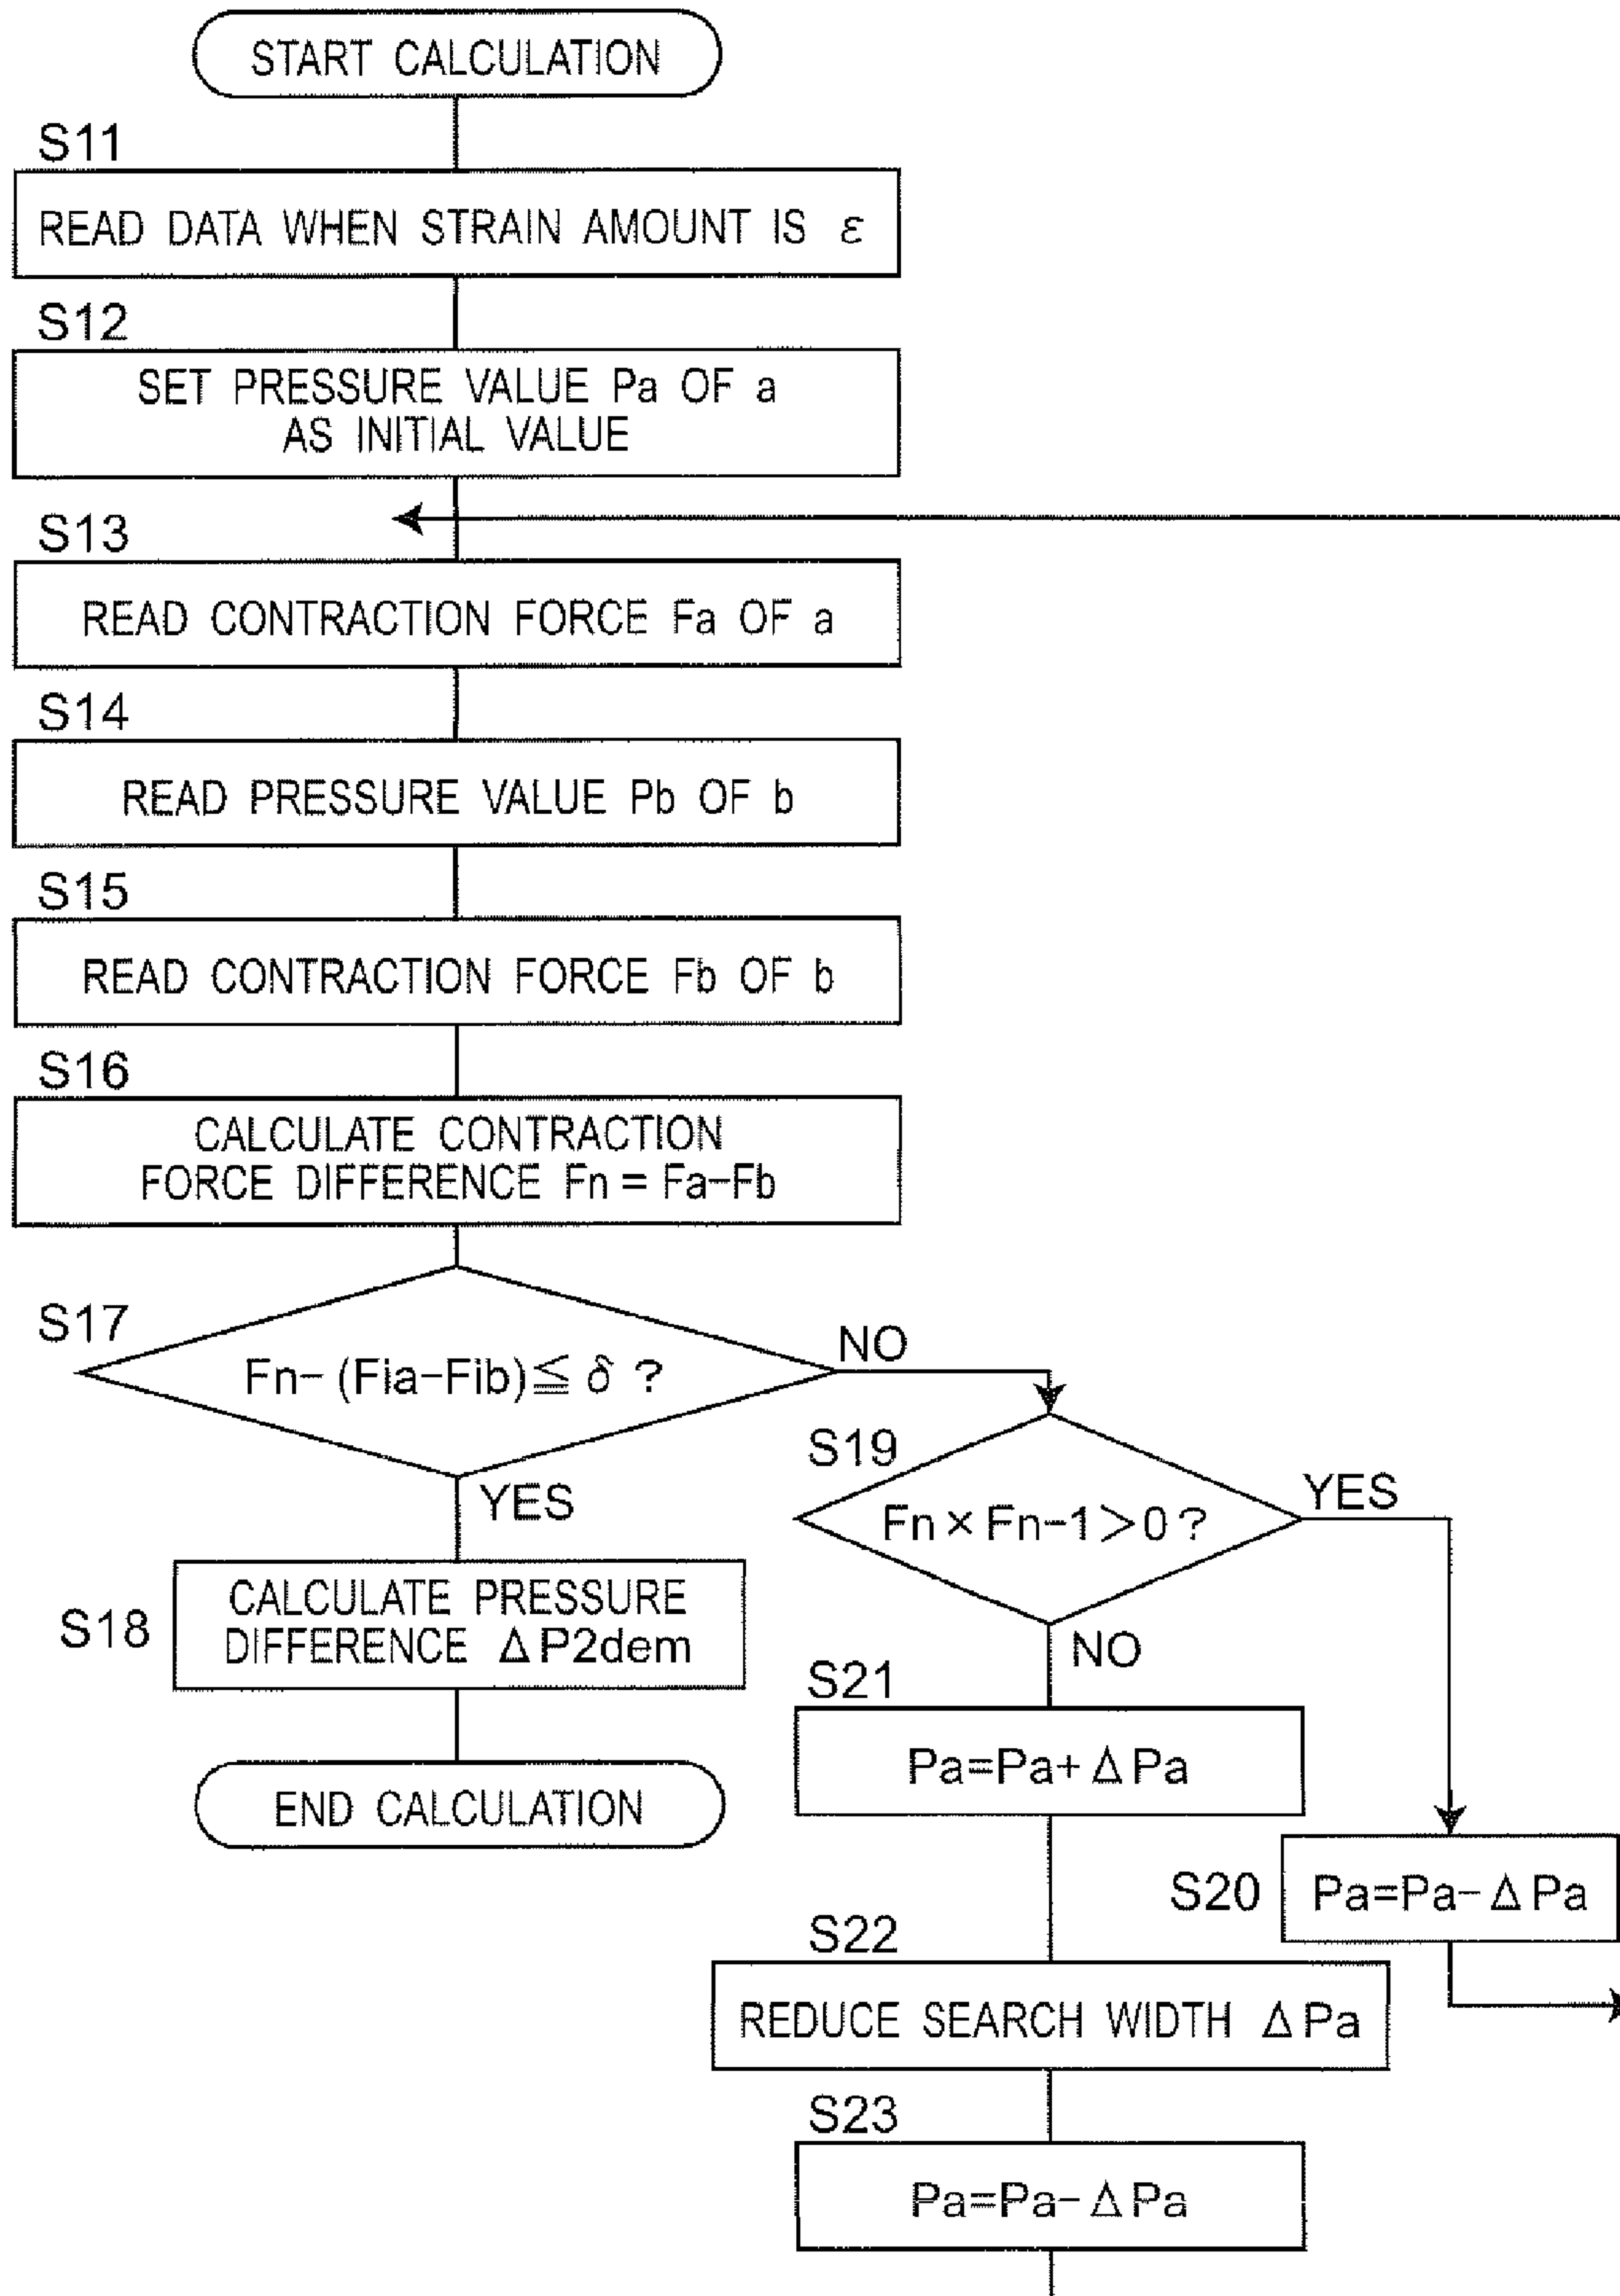 START CALCULATION
S11
READ DATA WHEN STRAIN AMOUNT IS ε
S12
SET PRESSURE VALUE Pa OF a
AS INITIAL VALUE
S13
READ CONTRACTION FORCE Fa OF a
S14
READ PRESSURE VALUE Pb OF b
S15
READ CONTRACTION FORCE Fb OF b
S16
CALCULATE CONTRACTION
FORCE DIFFERENCE Fn = Fa-Fb
S17
Fn- (Fia-Fib)≦ δ ?
NO
YES
S18
CALCULATE PRESSURE
DIFFERENCE ΔP2dem
END CALCULATION
S19
Fn × Fn-1>0 ?
YES
NO
S21
Pa=Pa+ ΔPa
S20
Pa=Pa- ΔPa
S22
REDUCE SEARCH WIDTH ΔPa
S23
Pa=Pa- ΔPa